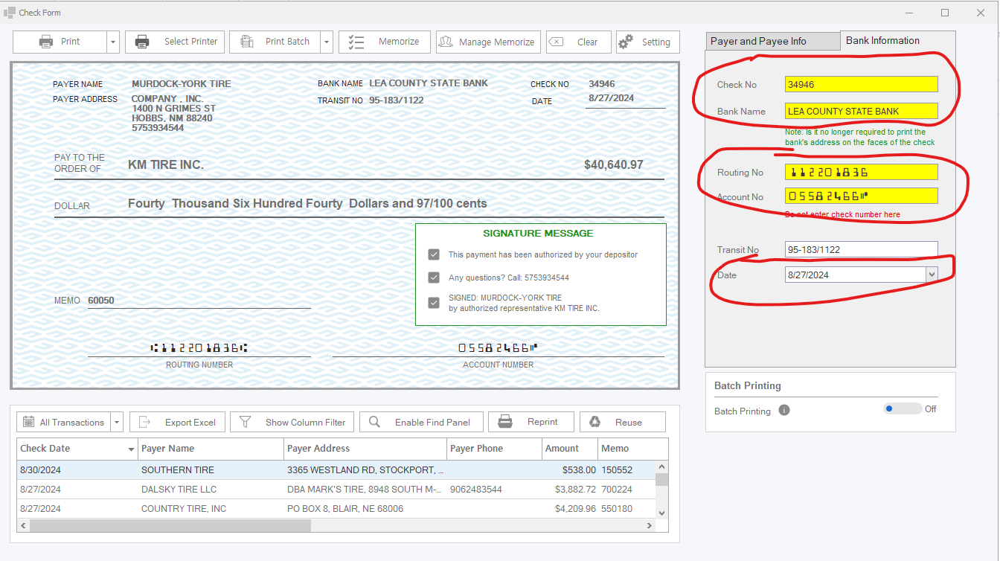 Check Form
Print
Select Printer
Print Batch
Memorize
Manage Memorize
Clear
Setting
PAYER NAME MURDOCK-YORK TIRE
BANK NAME LEA COUNTY STATE BANK
CHECK NO 34946
PAYER ADDRESS COMPANY , INC.
1400 N GRIMES ST
HOBBS, NM 88240
5753934544
TRANSIT NO 95-183/1122
DATE 8/27/2024
PAY TO THE
ORDER OF
KM TIRE INC.
$40,640.97
DOLLAR Fourty Thousand Six Hundred Fourty Dollars and 97/100 cents
SIGNATURE MESSAGE
This payment has been authorized by your depositor
Any questions? Call: 5753934544
SIGNED: MURDOCK-YORK TIRE
by authorized representative KM TIRE INC.
MEMO 60050
⑆112201836⑆
ROUTING NUMBER
05582466⑈
ACCOUNT NUMBER
Payer and Payee Info
Bank Information
Check No 34946
Bank Name LEA COUNTY STATE BANK
Note: Is it no longer required to print the
bank's address on the faces of the check
Routing No 112201836
Account No 05582466⑈
Do not enter check number here
Transit No 95-183/1122
Date 8/27/2024
Batch Printing
Batch Printing Off
All Transactions
Export Excel
Show Column Filter
Enable Find Panel
Reprint
Reuse
Check Date Payer Name Payer Address Payer Phone Amount Memo
8/30/2024 SOUTHERN TIRE 3365 WESTLAND RD, STOCKPORT, ... $538.00 150552
8/27/2024 DALSKY TIRE LLC DBA MARK'S TIRE, 8948 SOUTH M-... 9062483544 $3,882.72 700224
8/27/2024 COUNTRY TIRE, INC PO BOX 8, BLAIR, NE 68006 $4,209.96 550180